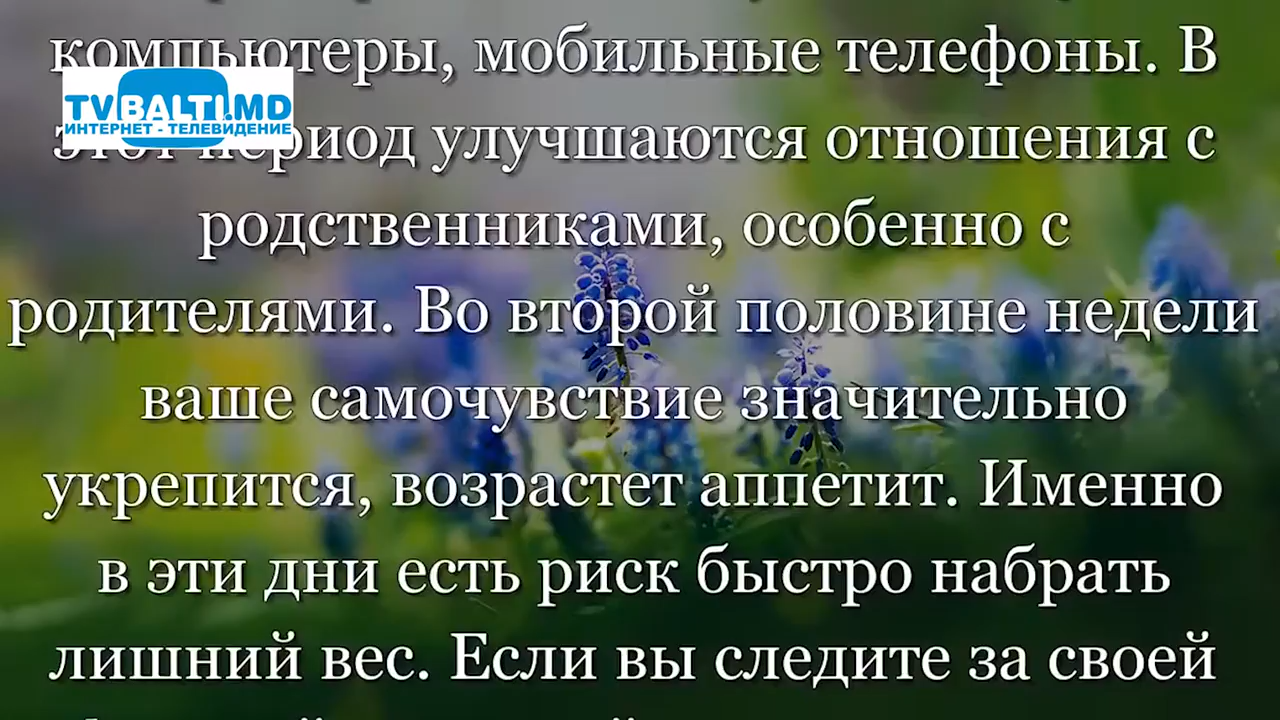 компьютеры, мобильные телефоны. В
TVBALTI.MD
ИНТЕРНЕТ - ТЕЛЕВИДЕНИЕ
этот период улучшаются отношения с
родственниками, особенно с
родителями. Во второй половине недели
ваше самочувствие значительно
укрепится, возрастет аппетит. Именно
в эти дни есть риск быстро набрать
лишний вес. Если вы следите за своей